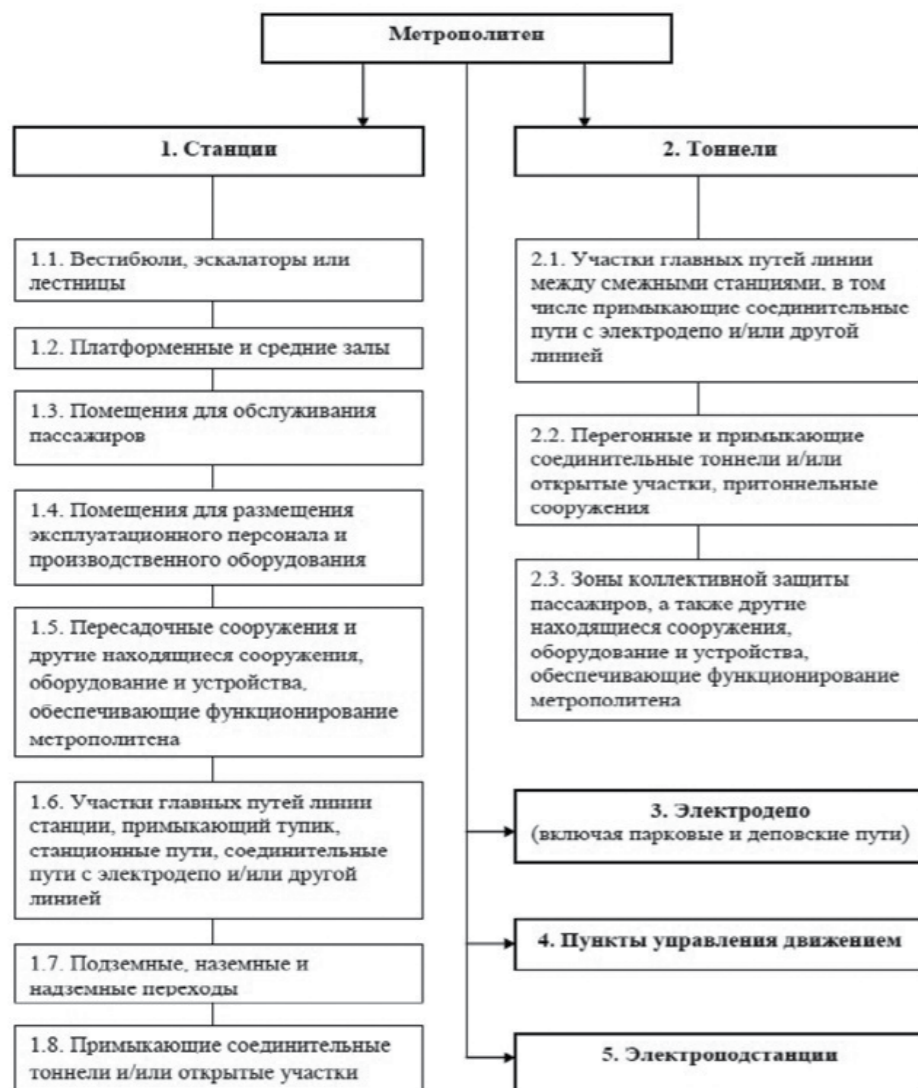 Метрополитен
1. Станции
1.1. Вестибюли, эскалаторы или
лестницы
1.2. Платформенные и средние залы
1.3. Помещения для обслуживания
пассажиров
1.4. Помещения для размещения
эксплуатационного персонала и
производственного оборудования
1.5. Пересадочные сооружения и
другие находящиеся сооружения,
оборудование и устройства,
обеспечивающие функционирование
метрополитена
1.6. Участки главных путей линии
станции, примыкающий тупик,
станционные пути, соединительные
пути с электродепо и/или другой
линией
1.7. Подземные, наземные и
надземные переходы
1.8. Примыкающие соединительные
тоннели и/или открытые участки
2. Тоннели
2.1. Участки главных путей линии
между смежными станциями, в том
числе примыкающие соединительные
пути с электродепо и/или другой
линией
2.2. Перегонные и примыкающие
соединительные тоннели и/или
открытые участки, притоннельные
сооружения
2.3. Зоны коллективной защиты
пассажиров, а также другие
находящиеся сооружения,
оборудование и устройства,
обеспечивающие функционирование
метрополитена
3. Электродепо
(включая парковые и деповские пути)
4. Пункты управления движением
5. Электроподстанции